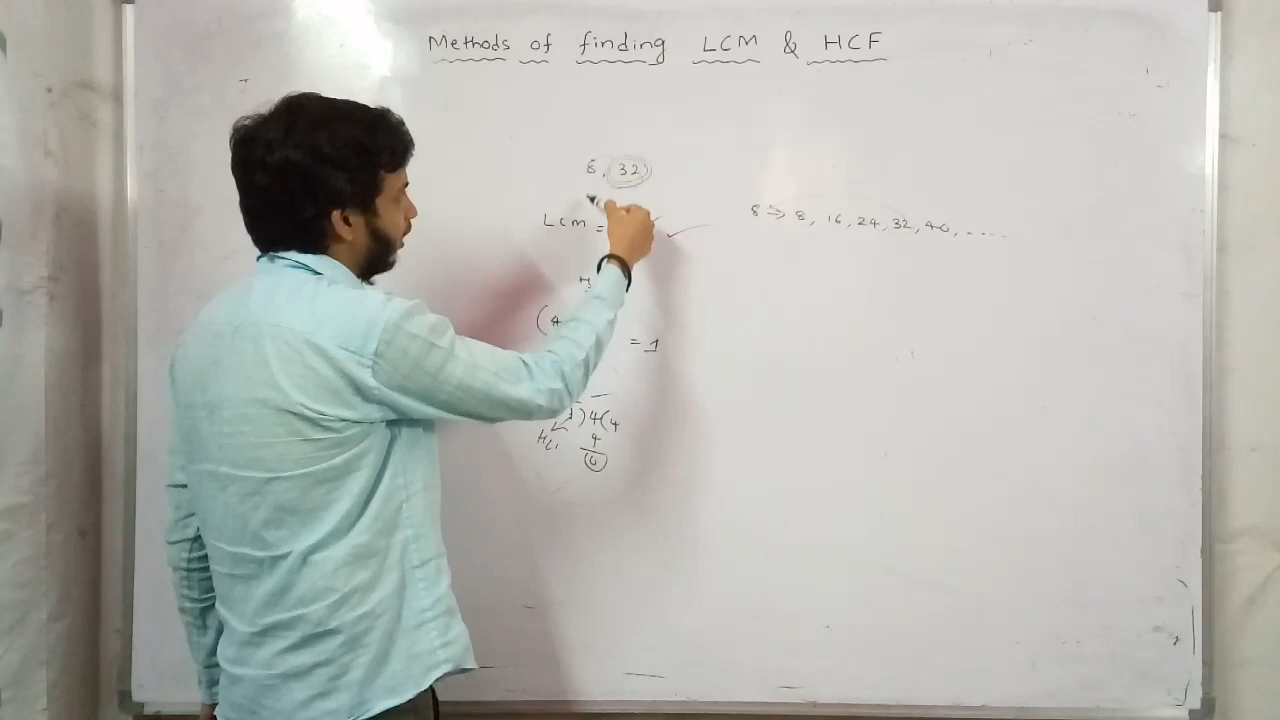 Methods of finding LCM & HCF
8, 32
LCM =
8 => 8, 16, 24, 32, 40, .....
H
(4
= 1
1)4(4
4
0